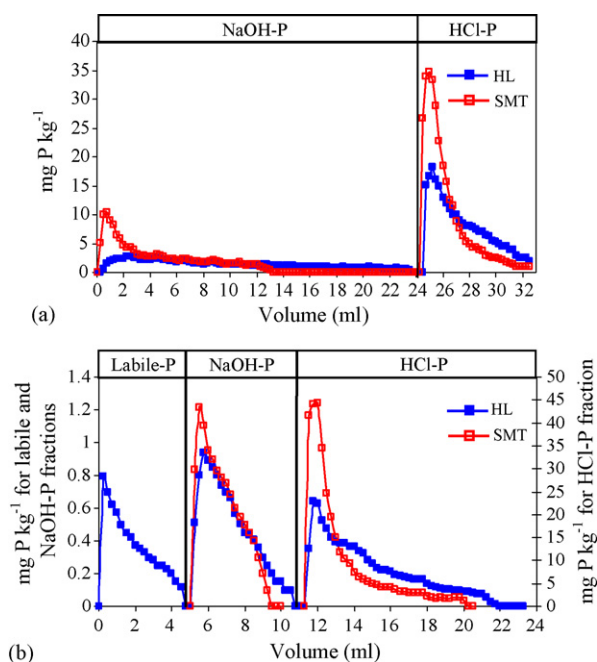 NaOH-P HCl-P
40
35
30
25
20
15
10
5
0
mg P kg⁻¹
HL
SMT
0 2 4 6 8 10 12 14 16 18 20 22 24 26 28 30 32
Volume (ml)
(a)
Labile-P NaOH-P HCl-P
1.4
1.2
1
0.8
0.6
0.4
0.2
0
mg P kg⁻¹ for labile and
NaOH-P fractions
HL
SMT
50
45
40
35
30
25
20
15
10
5
0
mg P kg⁻¹ for HCl-P fraction
0 2 4 6 8 10 12 14 16 18 20 22 24
Volume (ml)
(b)